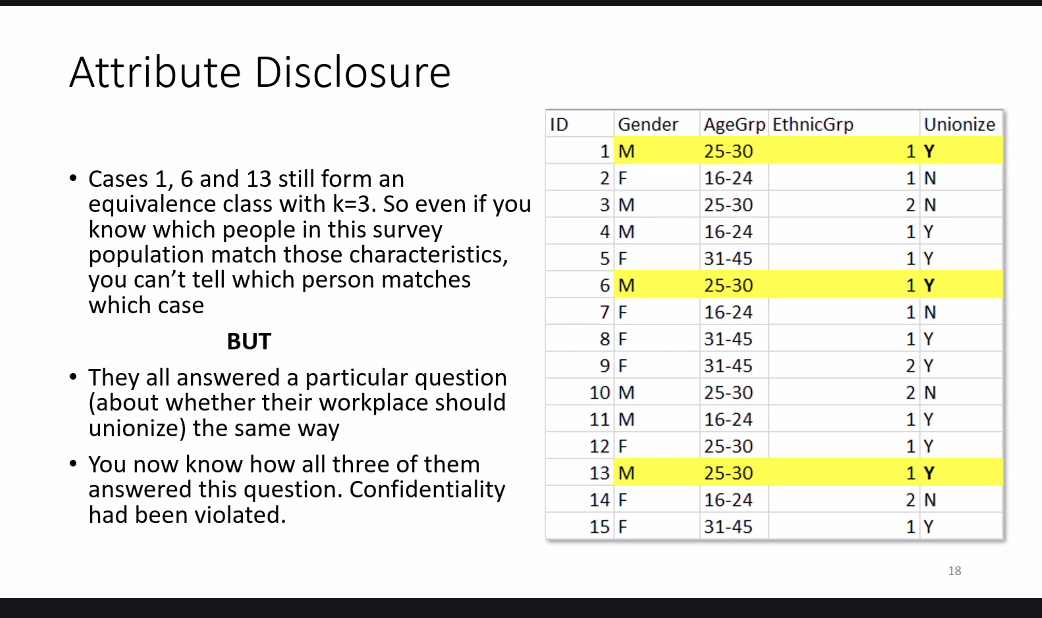 Attribute Disclosure
• Cases 1, 6 and 13 still form an
equivalence class with k=3. So even if you
know which people in this survey
population match those characteristics,
you can't tell which person matches
which case
BUT
• They all answered a particular question
(about whether their workplace should
unionize) the same way
• You now know how all three of them
answered this question. Confidentiality
had been violated.
ID Gender AgeGrp EthnicGrp Unionize
1 M 25-30 1 Y
2 F 16-24 1 N
3 M 25-30 2 N
4 M 16-24 1 Y
5 F 31-45 1 Y
6 M 25-30 1 Y
7 F 16-24 1 N
8 F 31-45 1 Y
9 F 31-45 2 Y
10 M 25-30 2 N
11 M 16-24 1 Y
12 F 25-30 1 Y
13 M 25-30 1 Y
14 F 16-24 2 N
15 F 31-45 1 Y
18